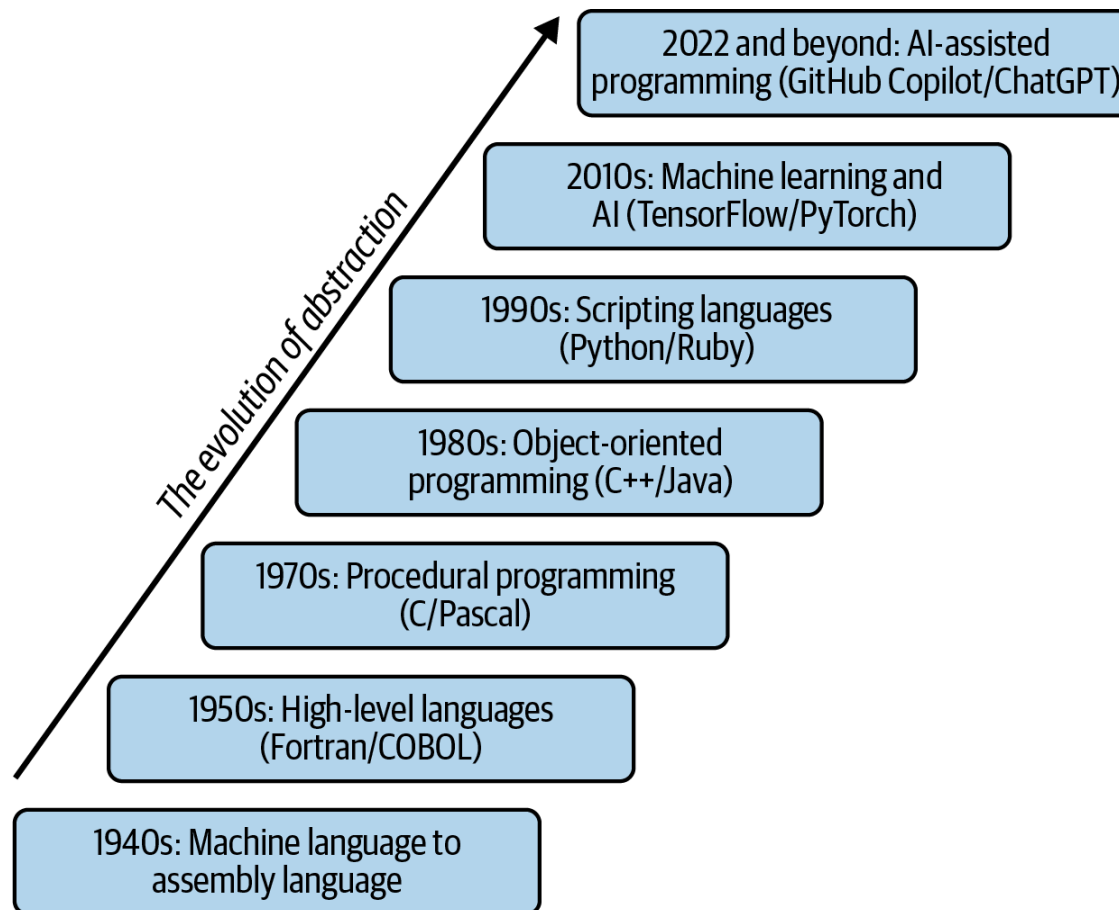 2022 and beyond: AI-assisted
programming (GitHub Copilot/ChatGPT)
2010s: Machine learning and
AI (TensorFlow/PyTorch)
1990s: Scripting languages
(Python/Ruby)
1980s: Object-oriented
programming (C++/Java)
1970s: Procedural programming
(C/Pascal)
1950s: High-level languages
(Fortran/COBOL)
1940s: Machine language to
assembly language
The evolution of abstraction